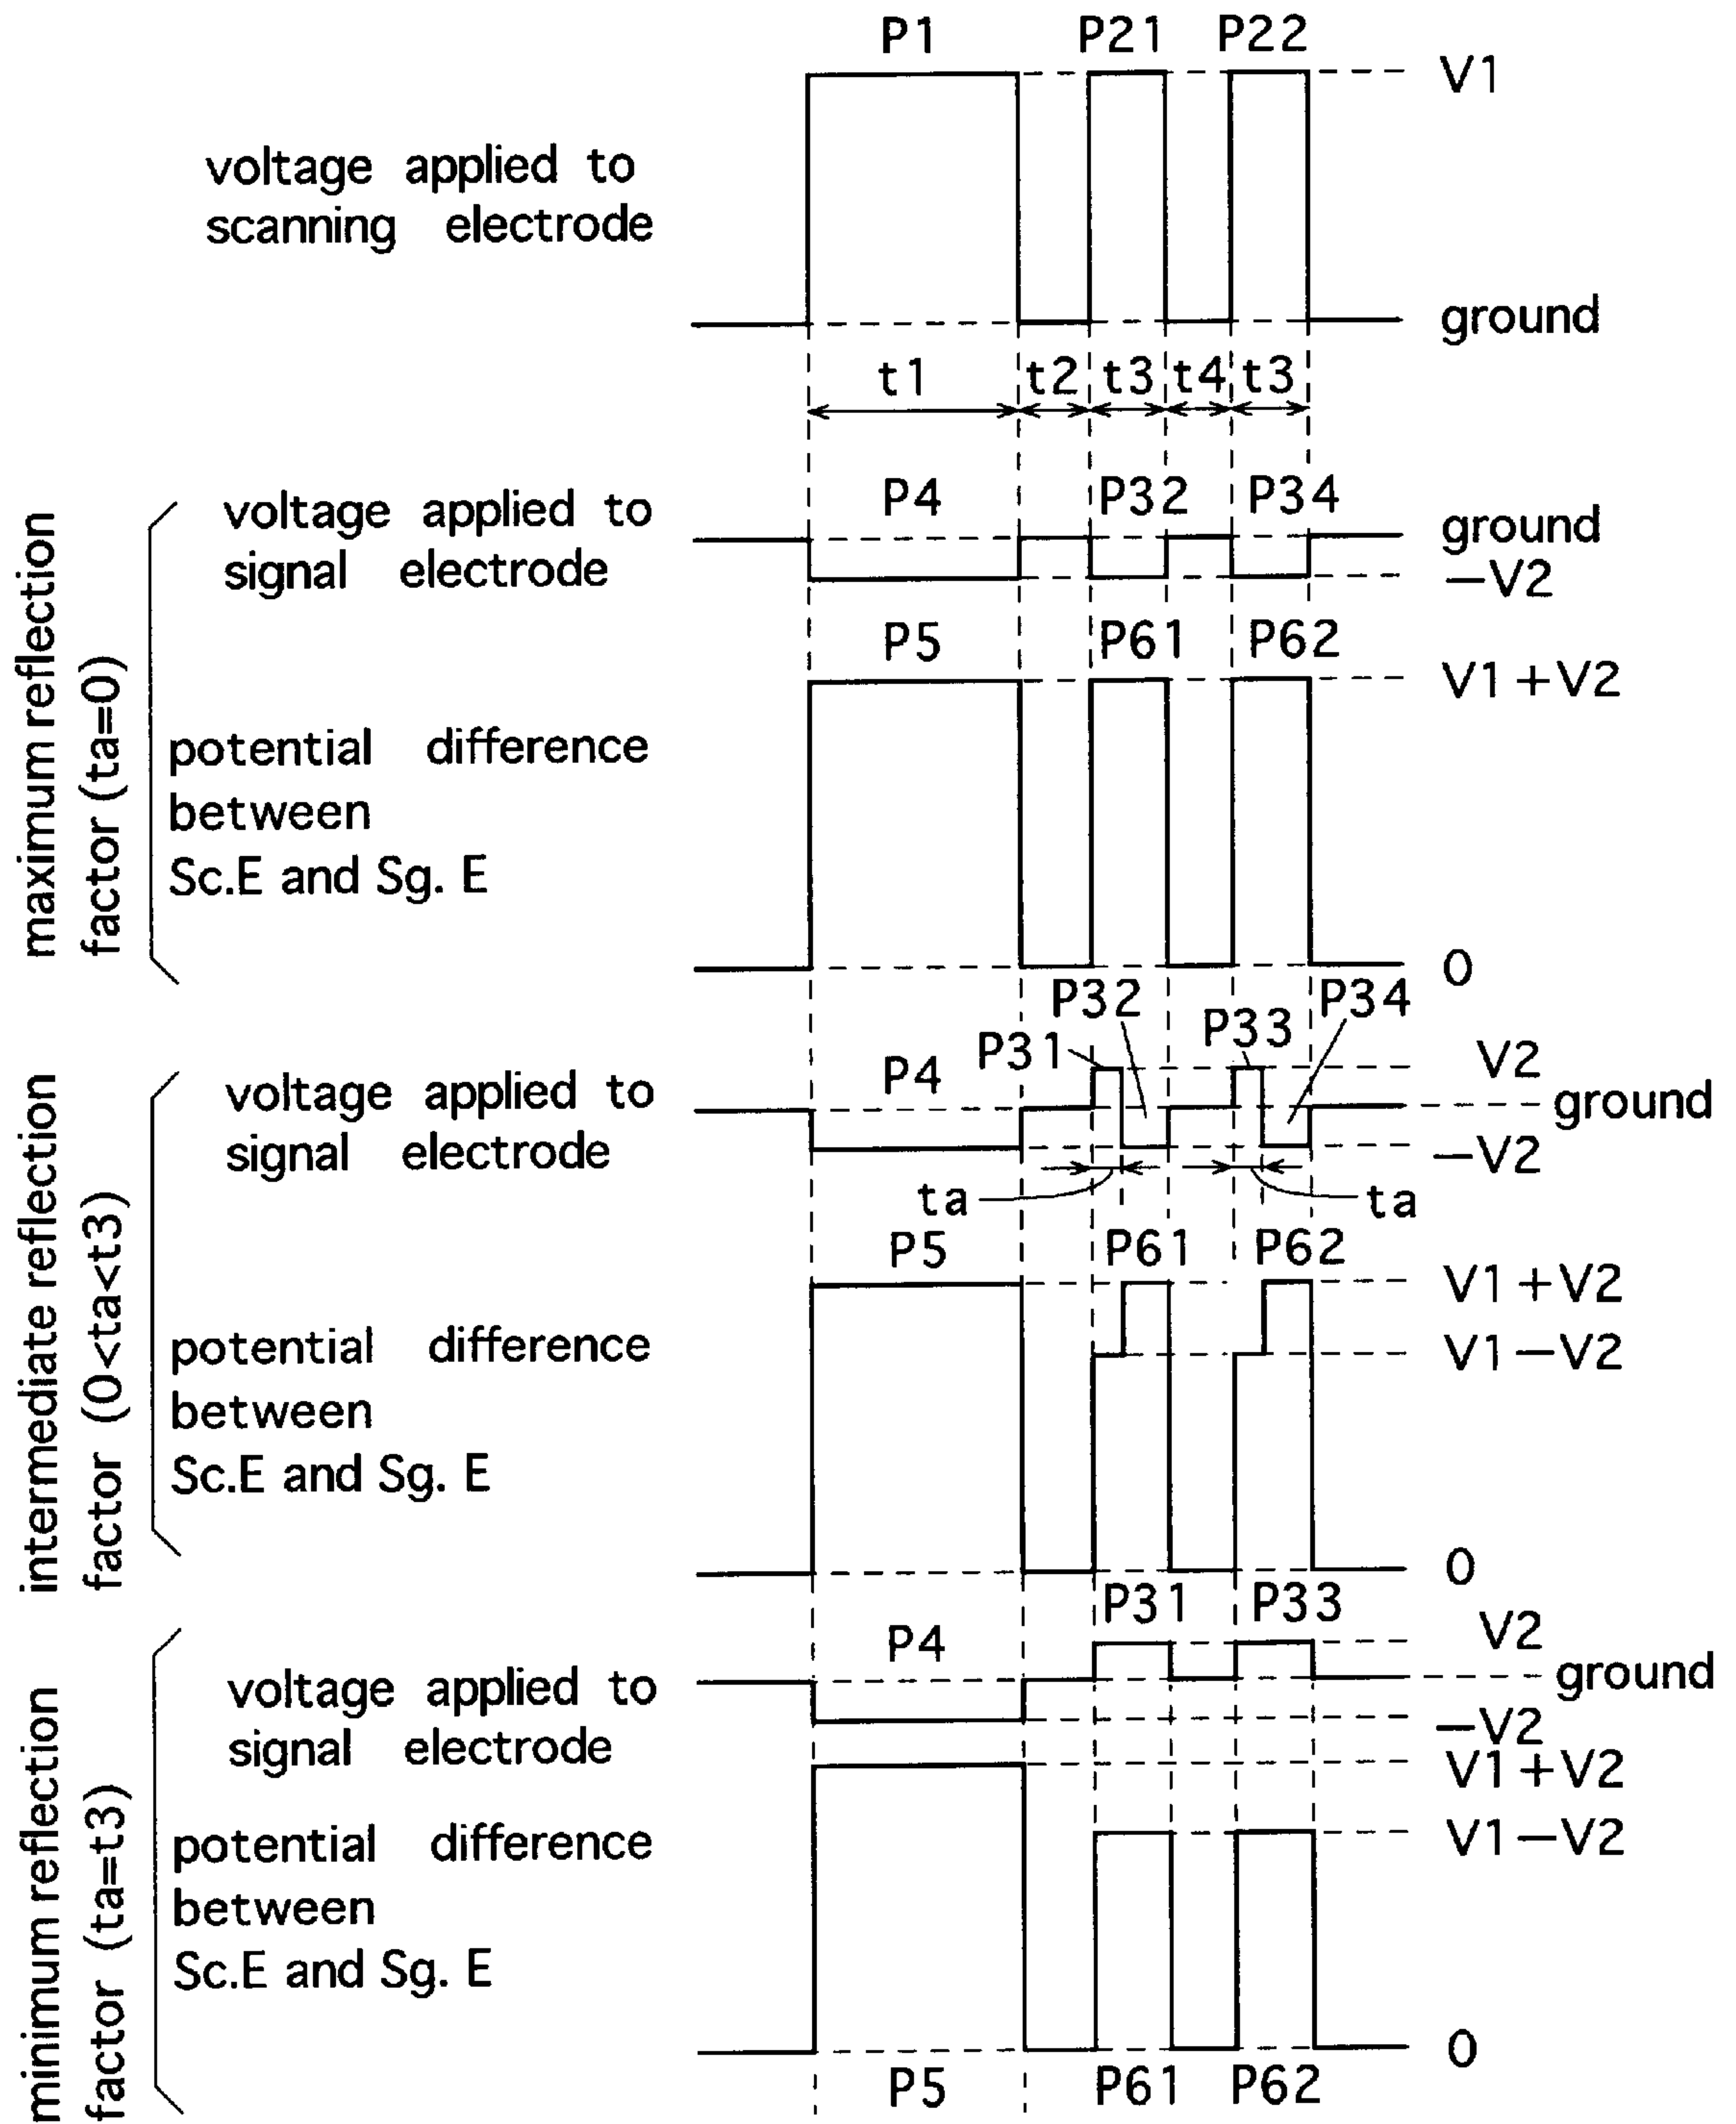 P1 P21 P22
V1
voltage applied to
scanning electrode
ground
t1 t2 t3 t4 t3
maximum reflection
factor (ta=0)
voltage applied to
signal electrode
P4 P32 P34
ground
−V2
P5 P61 P62
V1+V2
potential difference
between
Sc.E and Sg. E
0
intermediate reflection
factor (0<ta<t3)
voltage applied to
signal electrode
P4 P31 P32 P33 P34
V2
ground
−V2
ta ta
P5 P61 P62
V1+V2
V1−V2
potential difference
between
Sc.E and Sg. E
0
minimum reflection
factor (ta=t3)
voltage applied to
signal electrode
P4 P31 P33
V2
ground
−V2
V1+V2
V1−V2
potential difference
between
Sc.E and Sg. E
0
P5 P61 P62